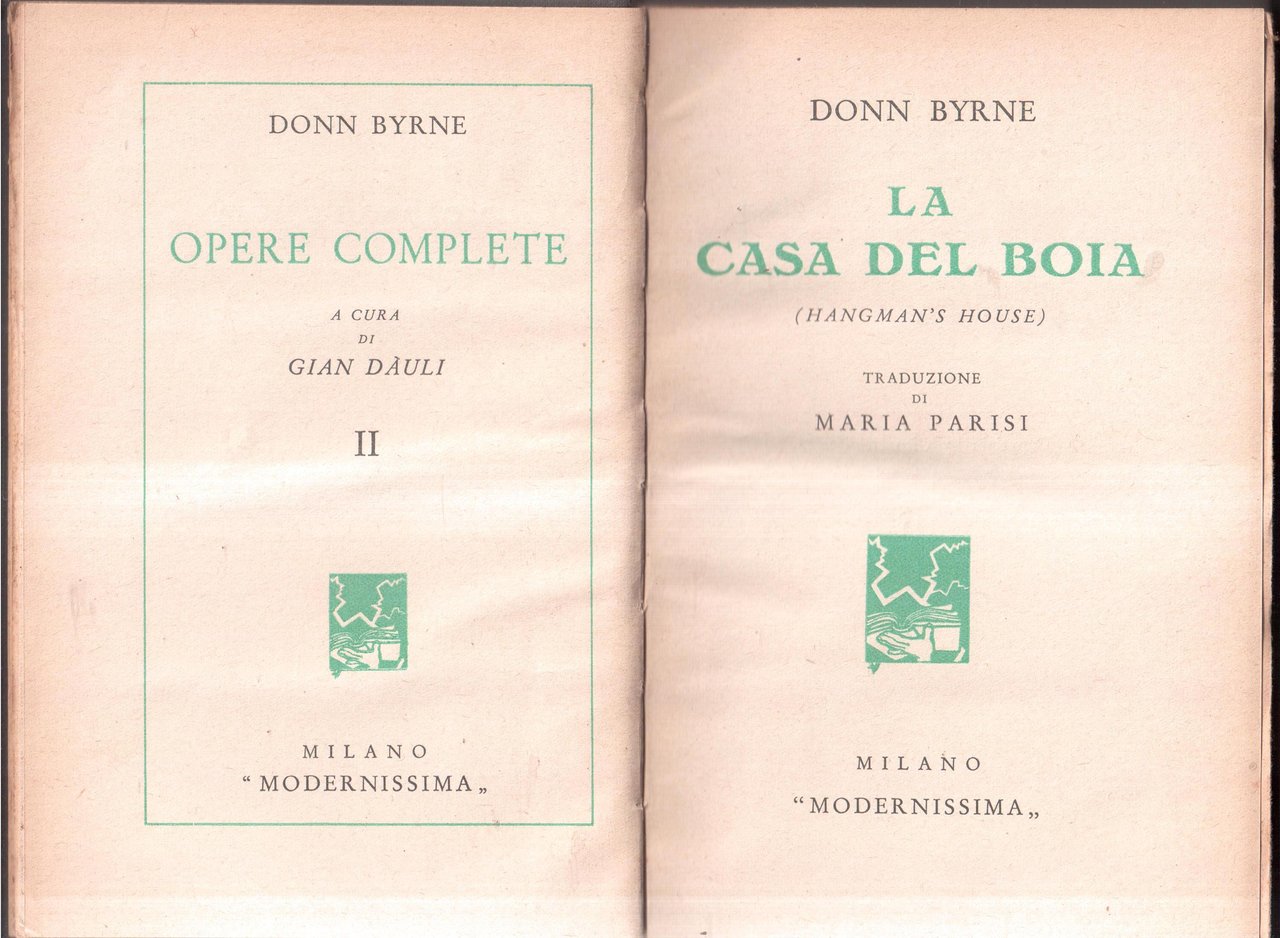 DONN BYRNE
OPERE COMPLETE
A CURA
DI
GIAN DÀULI
II
MILANO
“MODERNISSIMA„
DONN BYRNE
LA
CASA DEL BOIA
(HANGMAN'S HOUSE)
TRADUZIONE
DI
MARIA PARISI
MILANO
“MODERNISSIMA„